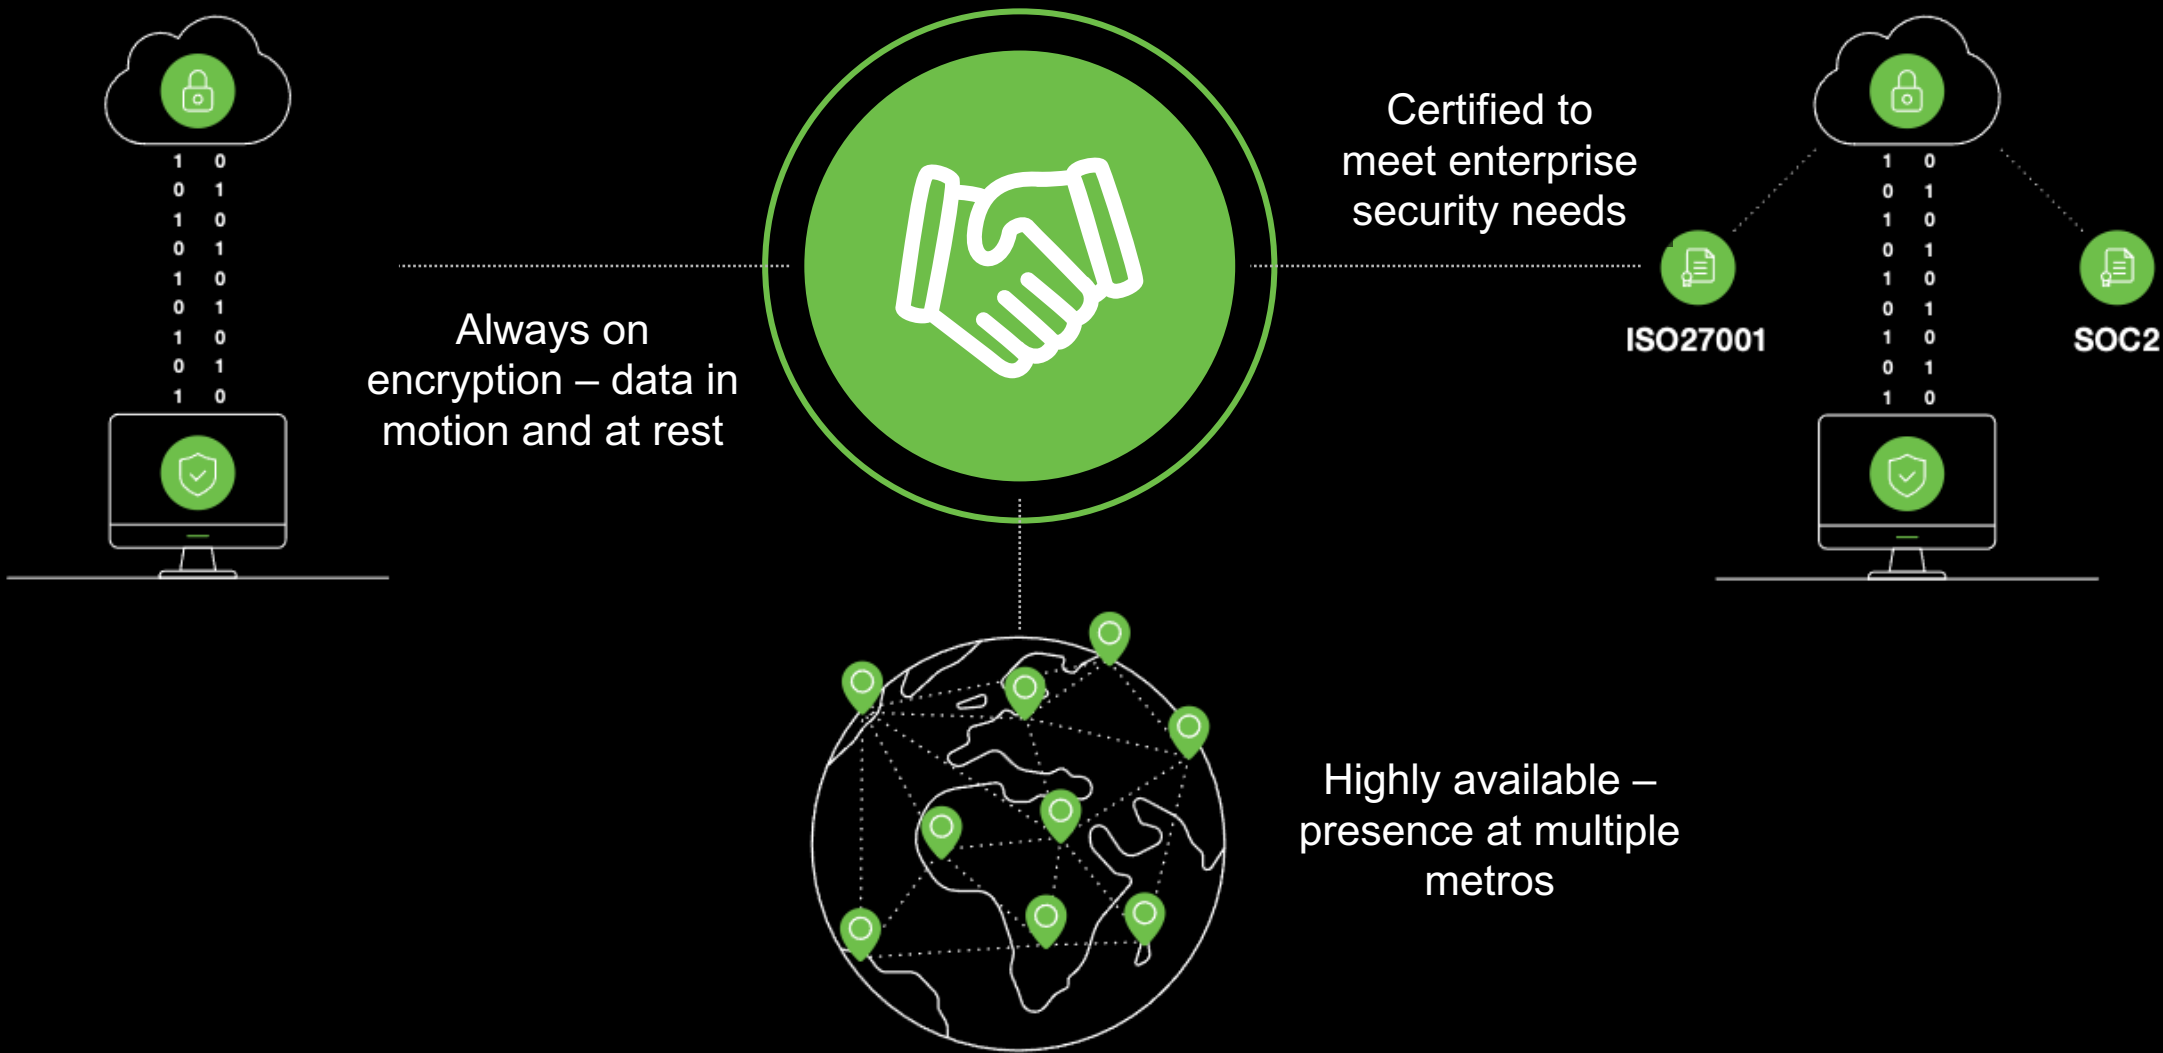 1 0
0 1
1 0
0 1
1 0
0 1
1 0
0 1
1 0
Always on
encryption – data in
motion and at rest
Certified to
meet enterprise
security needs
1 0
0 1
1 0
0 1
1 0
0 1
1 0
0 1
1 0
ISO27001
SOC2
Highly available –
presence at multiple
metros